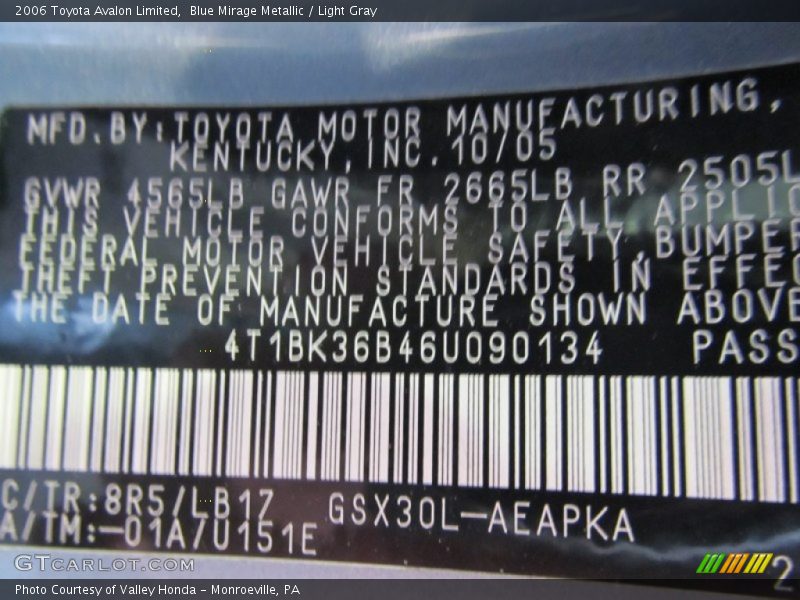 2006 Toyota Avalon Limited,  Blue Mirage Metallic / Light Gray
MFD.BY:TOYOTA MOTOR MANUFACTURING,
KENTUCKY,INC.10/05
GVWR 4565LB GAWR FR 2665LB RR 2505L
THIS VEHICLE CONFORMS TO ALL APPLIC
FEDERAL MOTOR VEHICLE SAFETY,BUMPER
THEFT PREVENTION STANDARDS IN EFFEC
THE DATE OF MANUFACTURE SHOWN ABOVE
4T1BK36B46U090134 PASS
C/TR:8R5/LB17 GSX30L-AEAPKA
A/TM:-01A/U151E
2
GTCARLOT.COM
Photo Courtesy of Valley Honda - Monroeville, PA